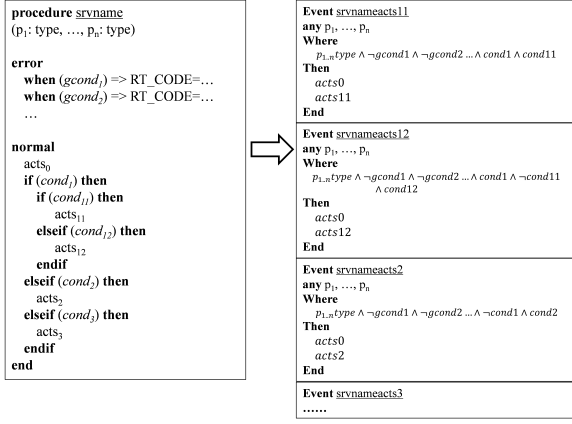 procedure srvname
(p₁: type, …, pₙ: type)
error
when (gcond₁) => RT_CODE=…
when (gcond₂) => RT_CODE=…
…
normal
acts₀
if (cond₁) then
if (cond₁₁) then
acts₁₁
elseif (cond₁₂) then
acts₁₂
endif
elseif (cond₂) then
acts₂
elseif (cond₃) then
acts₃
endif
end
Event srvnameacts11
any p₁, …, pₙ
Where
p₁..ₙtype ∧ ¬gcond1 ∧ ¬gcond2 … ∧ cond1 ∧ cond11
Then
acts0
acts11
End
Event srvnameacts12
any p₁, …, pₙ
Where
p₁..ₙtype ∧ ¬gcond1 ∧ ¬gcond2 … ∧ cond1 ∧ ¬cond11
∧ cond12
Then
acts0
acts12
End
Event srvnameacts2
any p₁, …, pₙ
Where
p₁..ₙtype ∧ ¬gcond1 ∧ ¬gcond2 … ∧ ¬cond1 ∧ cond2
Then
acts0
acts2
End
Event srvnameacts3
……